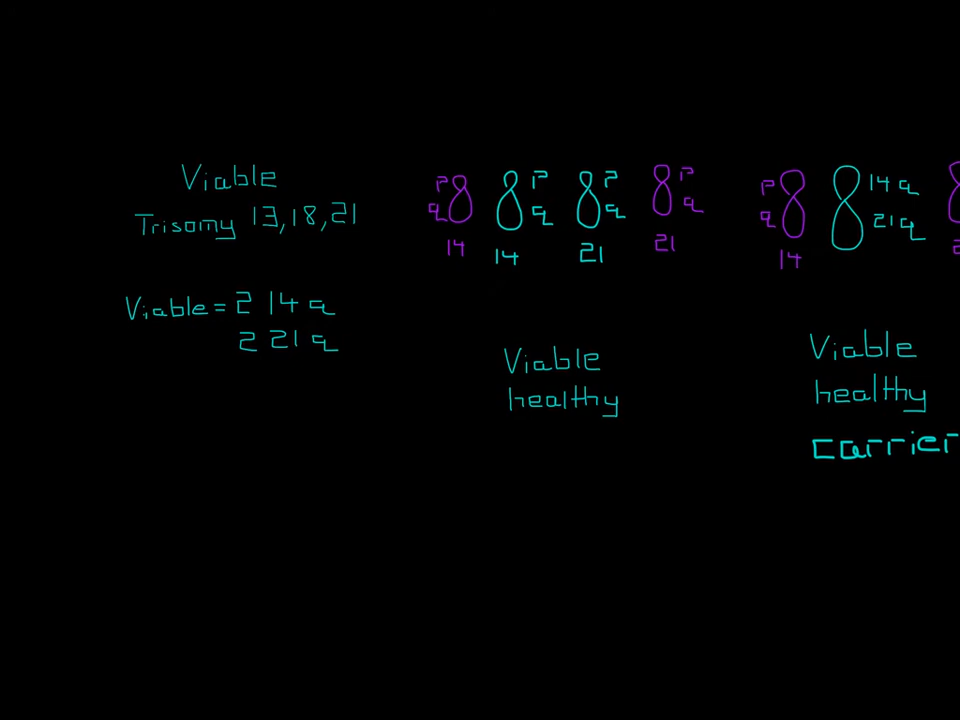 Viable
Trisomy 13,18,21
Viable = 2 14 q
2 21 q
p p p p
q q q q
14 14 21 21
Viable
healthy
p 14 q
q 21 q
14
Viable
healthy
carrier